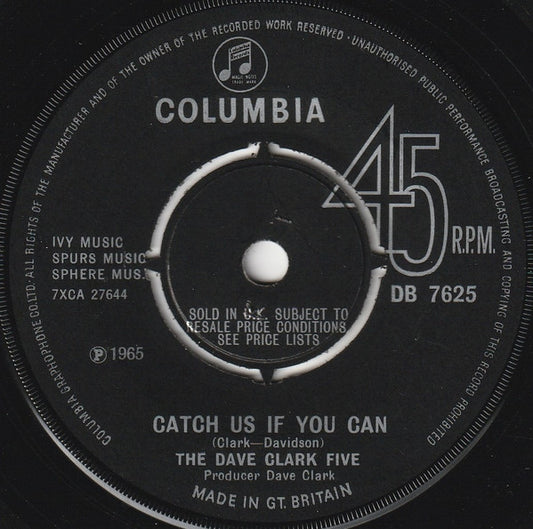 COLUMBIA GRAPHOPHONE CO.LTD. ALL RIGHTS OF THE MANUFACTURER AND OF THE OWNER OF THE RECORDED WORK RESERVED · UNAUTHORISED PUBLIC PERFORMANCE BROADCASTING AND COPYING OF THIS RECORD PROHIBITED
MAGIC NOTES
TRADE MARK
COLUMBIA
45
R.P.M.
IVY MUSIC
SPURS MUSIC
SPHERE MUS.
7XCA 27644
DB 7625
SOLD IN U.K. SUBJECT TO
RESALE PRICE CONDITIONS,
SEE PRICE LISTS
Ⓟ1965
CATCH US IF YOU CAN
(Clark—Davidson)
THE DAVE CLARK FIVE
Producer Dave Clark
MADE IN GT. BRITAIN